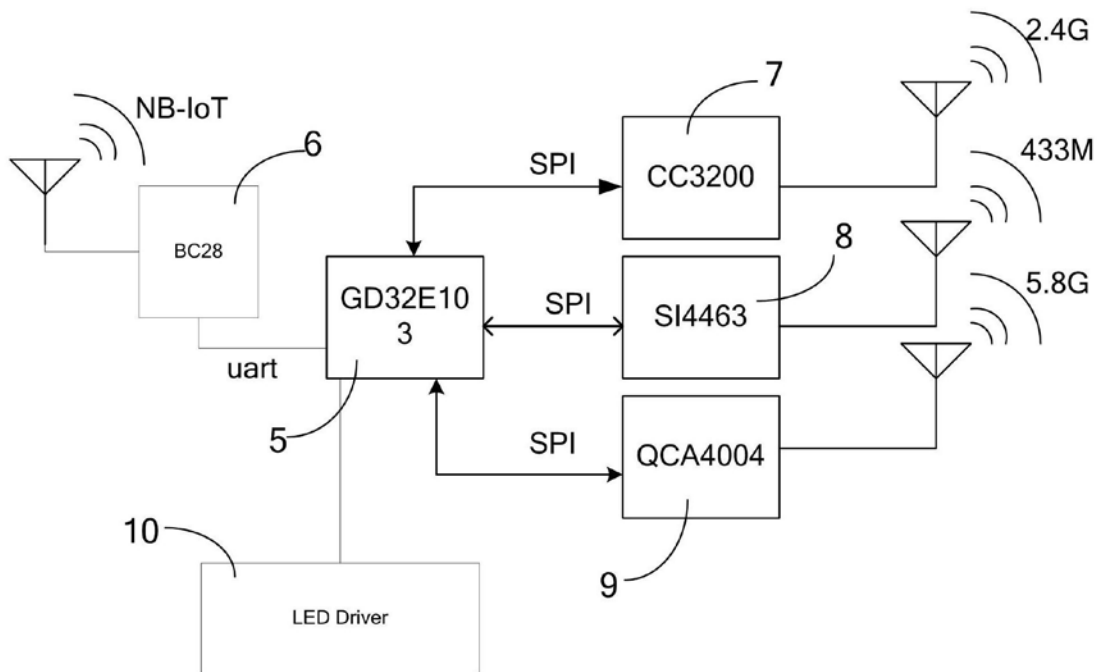 2.4G
NB-IoT
7
6
433M
SPI
CC3200
BC28
8
5.8G
GD32E10
3
SPI
SI4463
uart
5
SPI
QCA4004
10
9
LED Driver